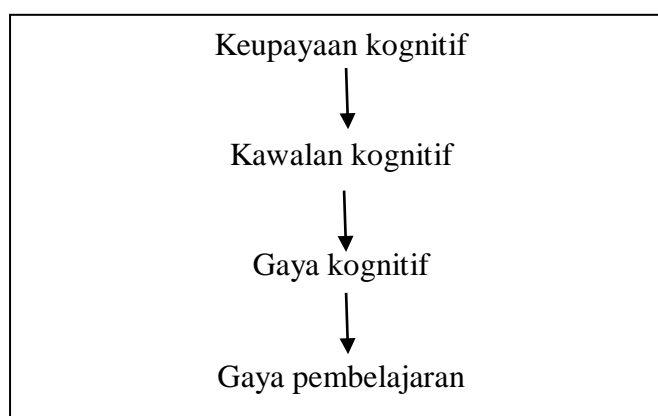 Keupayaan kognitif
Kawalan kognitif
Gaya kognitif
Gaya pembelajaran